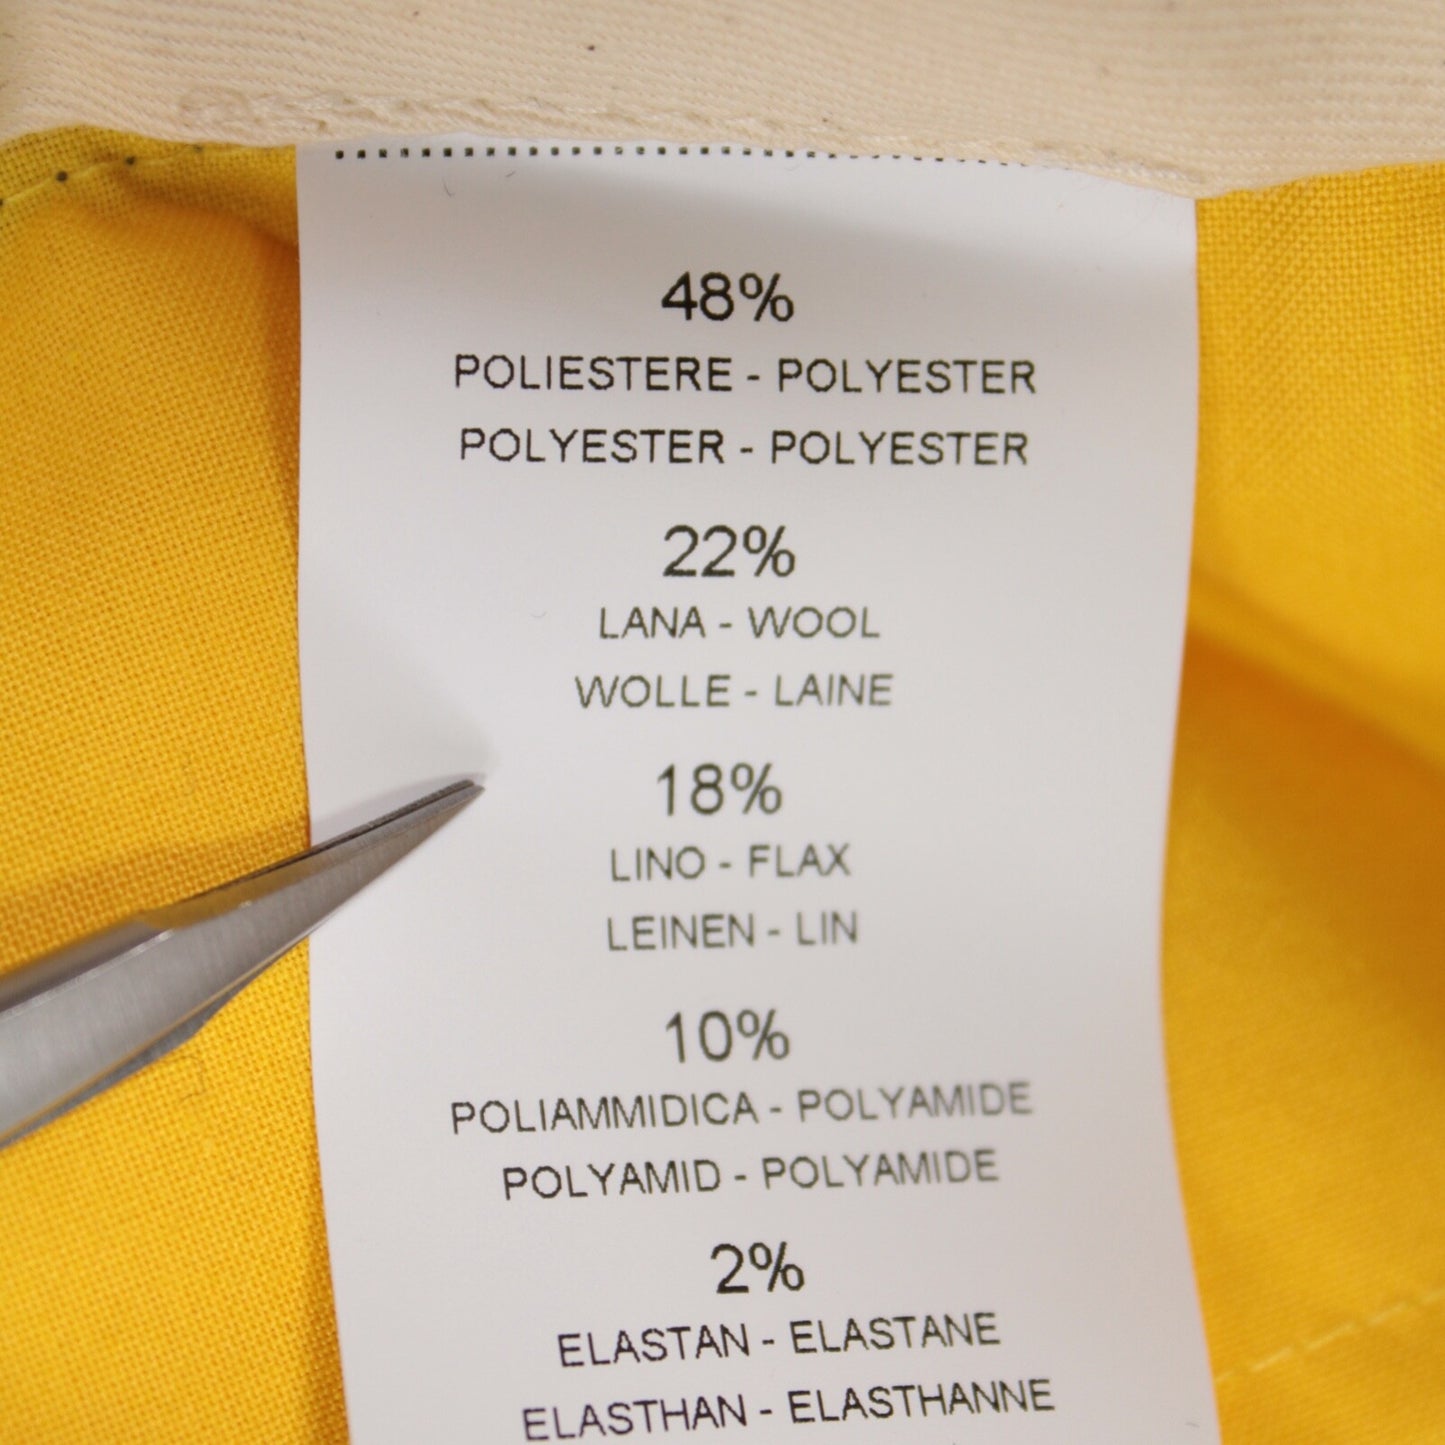 48%
POLIESTERE - POLYESTER
POLYESTER - POLYESTER
22%
LANA - WOOL
WOLLE - LAINE
18%
LINO - FLAX
LEINEN - LIN
10%
POLIAMMIDICA - POLYAMIDE
POLYAMID - POLYAMIDE
2%
ELASTAN - ELASTANE
ELASTHAN - ELASTHANNE